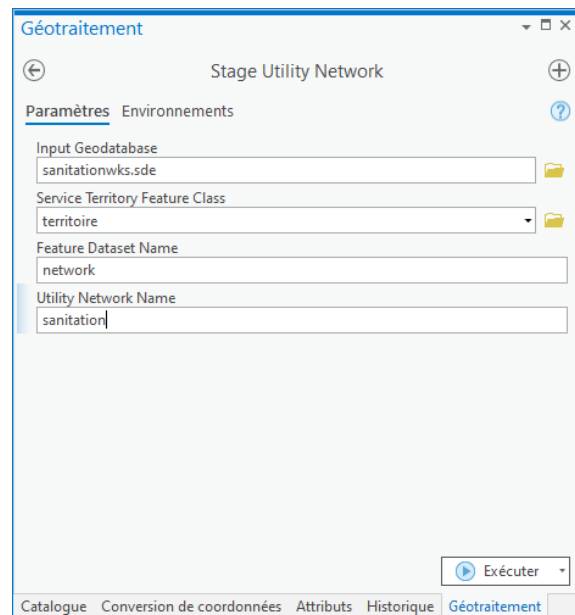 Géotraitement
Stage Utility Network
Paramètres Environnements
Input Geodatabase
sanitationwks.sde
Service Territory Feature Class
territoire
Feature Dataset Name
network
Utility Network Name
sanitation
Exécuter
Catalogue Conversion de coordonnées Attributs Historique Géotraitement